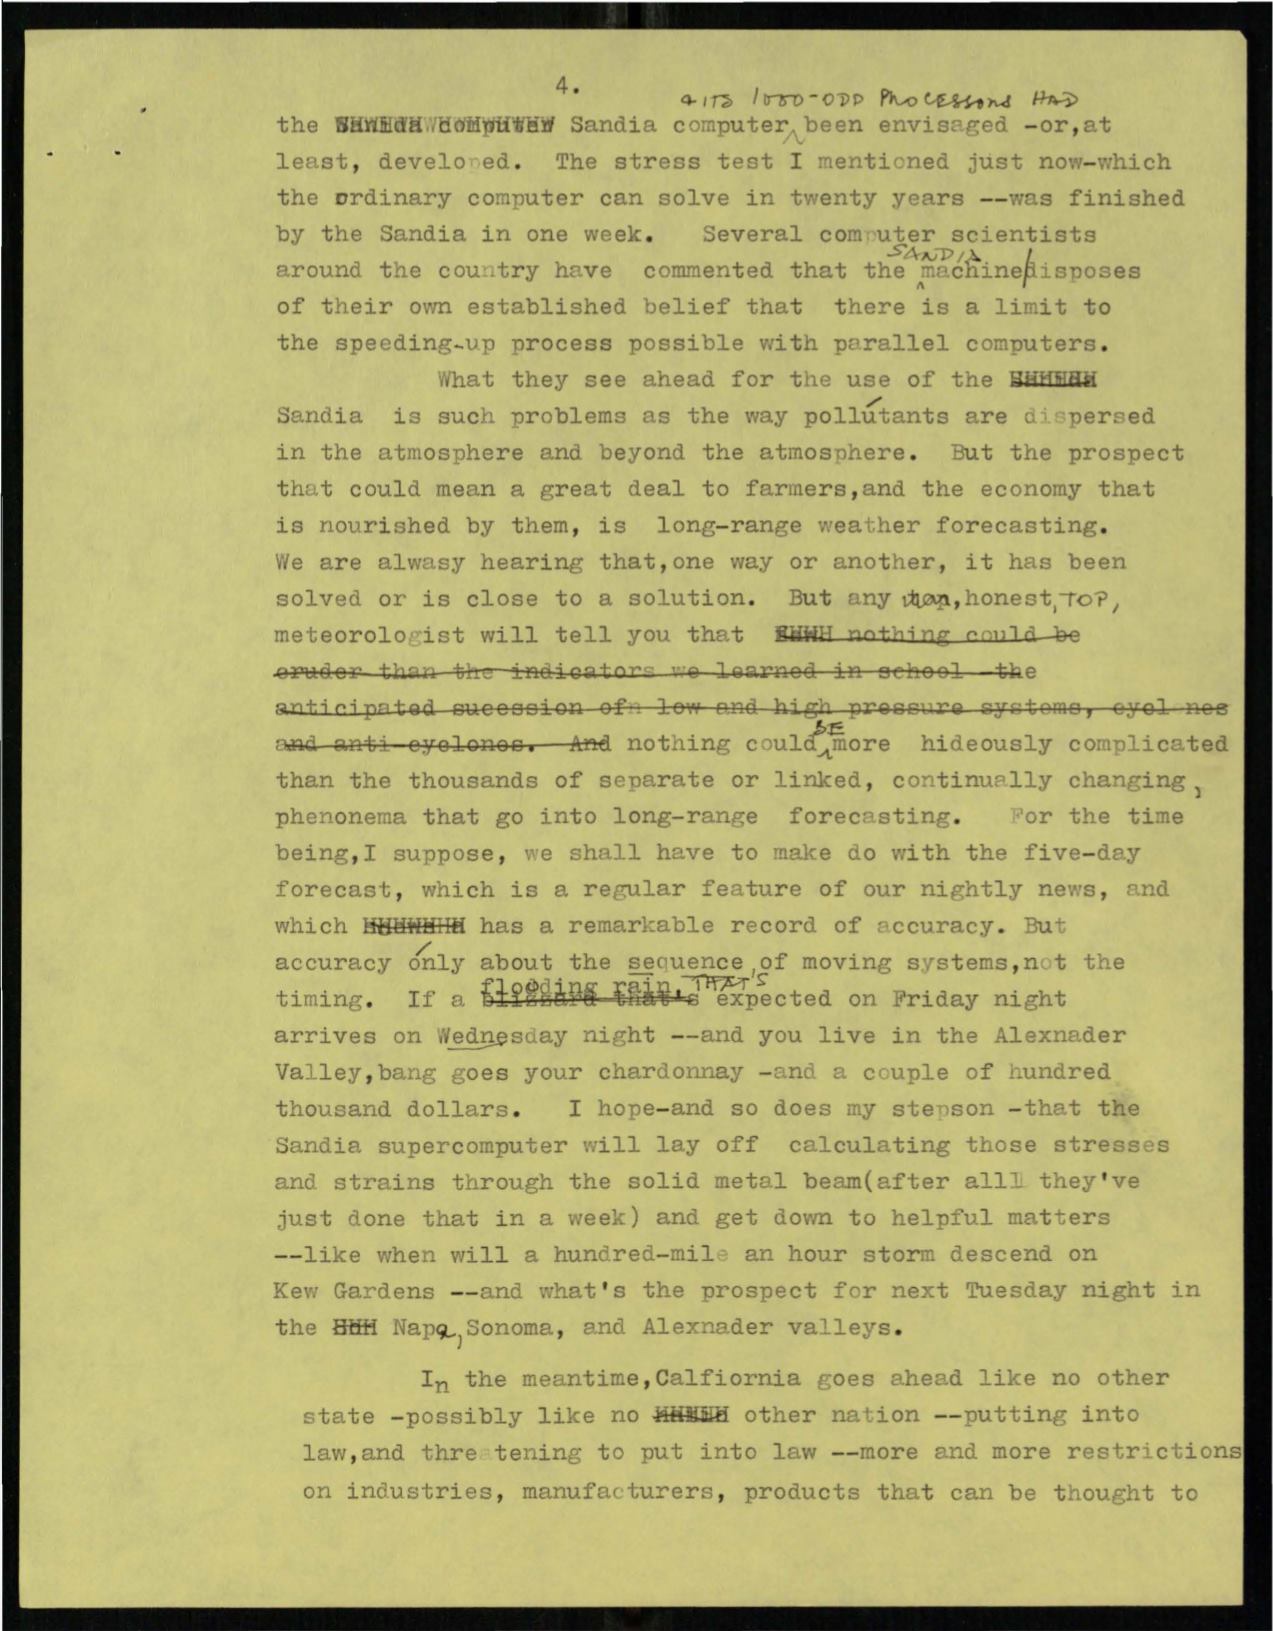 4.
& ITS 1000-ODD PROCESSORS HAD
the Sandia computer Sandia computer been envisaged -or,at
least, developed. The stress test I mentioned just now-which
the ordinary computer can solve in twenty years --was finished
by the Sandia in one week. Several computer scientists
SANDIA
around the country have commented that the machine disposes
of their own established belief that there is a limit to
the speeding-up process possible with parallel computers.
What they see ahead for the use of the
Sandia is such problems as the way pollutants are dispersed
in the atmosphere and beyond the atmosphere. But the prospect
that could mean a great deal to farmers,and the economy that
is nourished by them, is long-range weather forecasting.
We are alwasy hearing that,one way or another, it has been
solved or is close to a solution. But any honest, TOP,
meteorologist will tell you that nothing could be
cruder than the indicators we learned in school -the
anticipated sucession ofn low and high pressure systems, cycl nes
BE
and anti-cyclones. And nothing could more hideously complicated
than the thousands of separate or linked, continually changing,
phenonema that go into long-range forecasting. For the time
being,I suppose, we shall have to make do with the five-day
forecast, which is a regular feature of our nightly news, and
which has a remarkable record of accuracy. But
accuracy only about the sequence, of moving systems,not the
flooding rain, THAT'S
timing. If a blizzard that's expected on Friday night
arrives on Wednesday night --and you live in the Alexnader
Valley,bang goes your chardonnay -and a couple of hundred
thousand dollars. I hope-and so does my stepson -that the
Sandia supercomputer will lay off calculating those stresses
and strains through the solid metal beam(after alll they've
just done that in a week) and get down to helpful matters
--like when will a hundred-mile an hour storm descend on
Kew Gardens --and what's the prospect for next Tuesday night in
the Napa, Sonoma, and Alexnader valleys.
In the meantime,Calfiornia goes ahead like no other
state -possibly like no other nation --putting into
law,and threatening to put into law --more and more restrictions
on industries, manufacturers, products that can be thought to